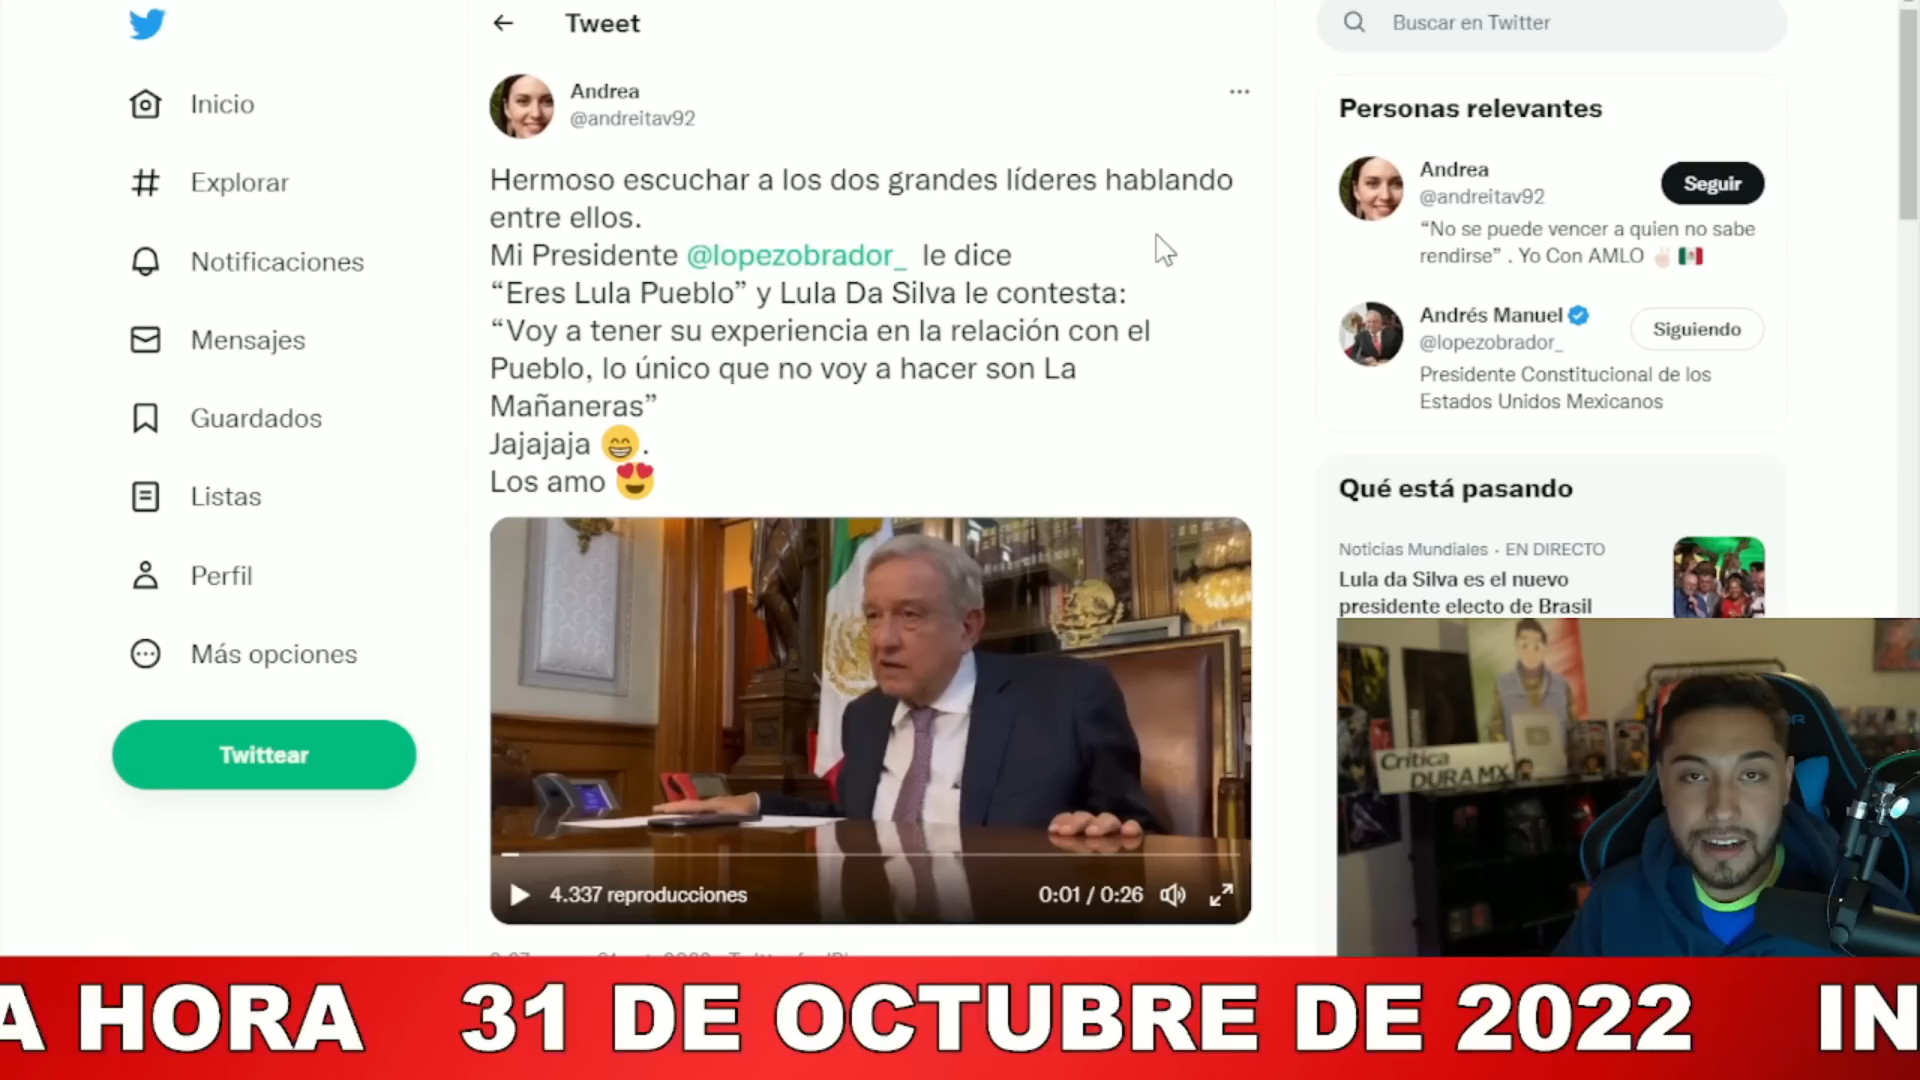 Tweet
Buscar en Twitter
Inicio
Explorar
Notificaciones
Mensajes
Guardados
Listas
Perfil
Más opciones
Twittear
Andrea
@andreitav92
Hermoso escuchar a los dos grandes líderes hablando
entre ellos.
Mi Presidente @lopezobrador_ le dice
“Eres Lula Pueblo” y Lula Da Silva le contesta:
“Voy a tener su experiencia en la relación con el
Pueblo, lo único que no voy a hacer son La
Mañaneras”
Jajajaja 😁.
Los amo 😍
4.337 reproducciones
0:01 / 0:26
Personas relevantes
Andrea
@andreitav92
Seguir
“No se puede vencer a quien no sabe
rendirse” . Yo Con AMLO ✌🏻 🇲🇽
Andrés Manuel
@lopezobrador_
Siguiendo
Presidente Constitucional de los
Estados Unidos Mexicanos
Qué está pasando
Noticias Mundiales · EN DIRECTO
Lula da Silva es el nuevo
presidente electo de Brasil
Crítica
DURA MX
A HORA 31 DE OCTUBRE DE 2022 IN